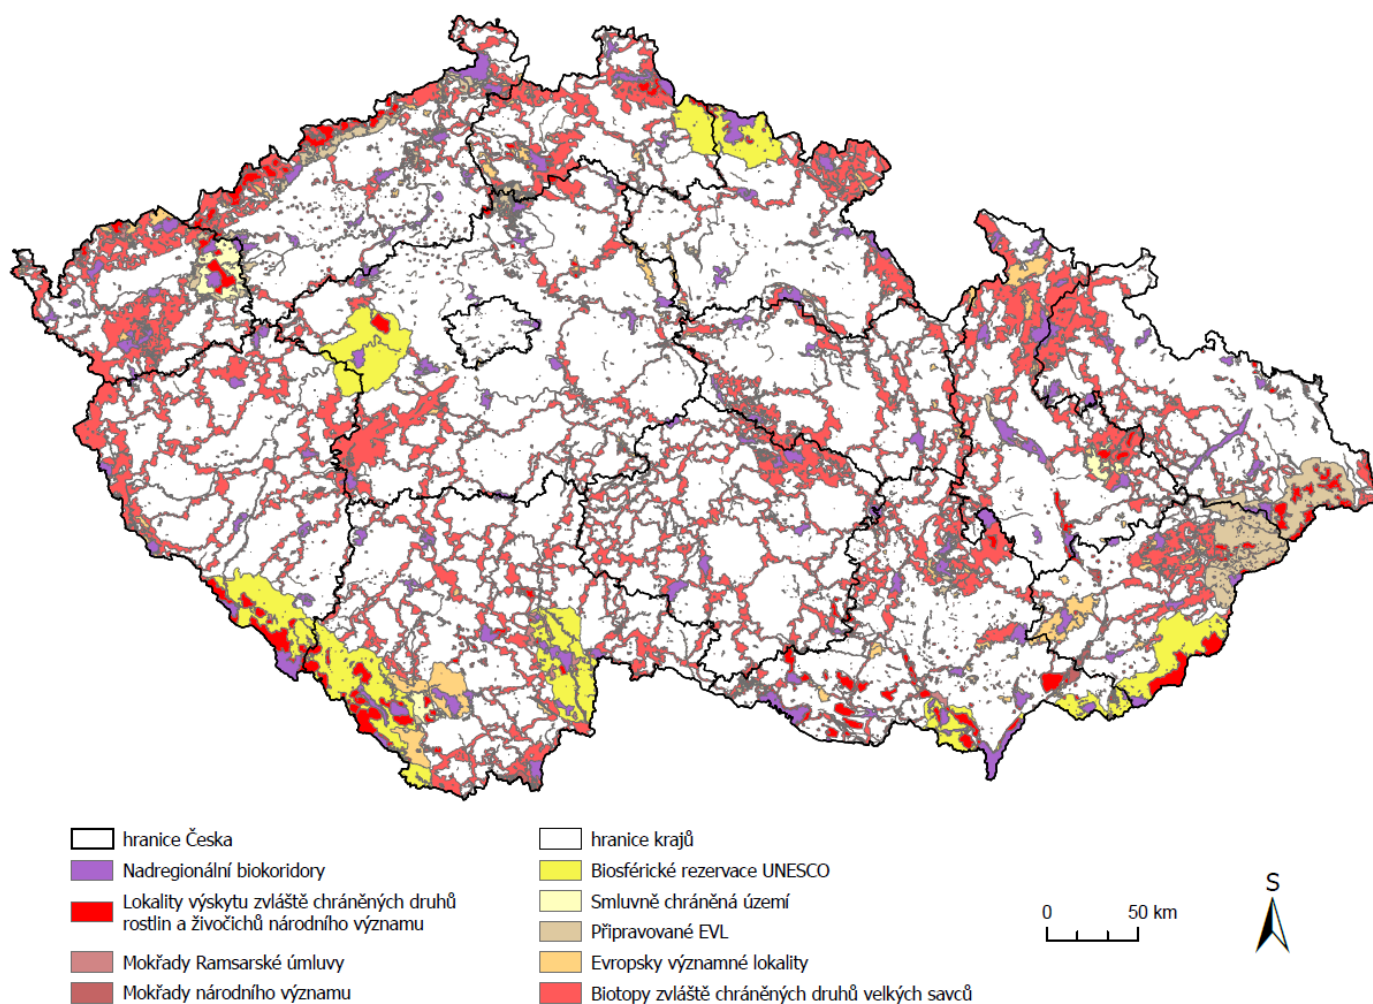 hranice Česka
Nadregionální biokoridory
Lokality výskytu zvláště chráněných druhů
rostlin a živočichů národního významu
Mokřady Ramsarské úmluvy
Mokřady národního významu
hranice krajů
Biosférické rezervace UNESCO
Smluvně chráněná území
Připravované EVL
Evropsky významné lokality
Biotopy zvláště chráněných druhů velkých savců
0 50 km
S